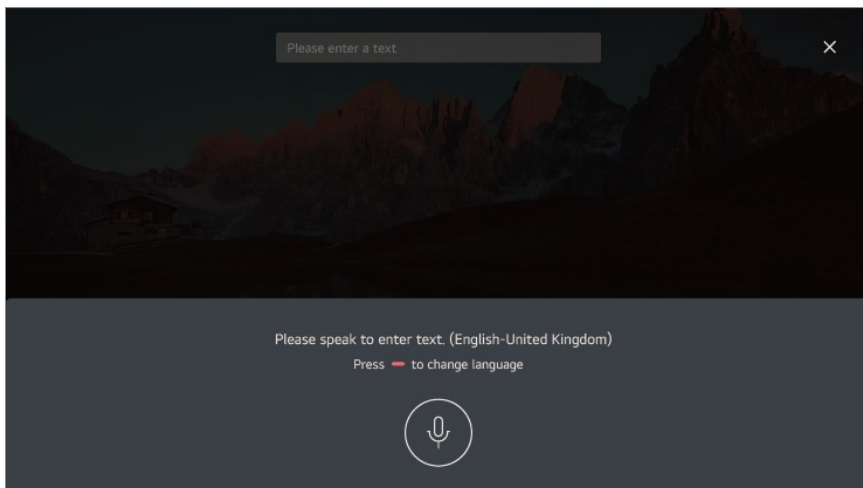 Please enter a text
Please speak to enter text. (English-United Kingdom)
Press to change language